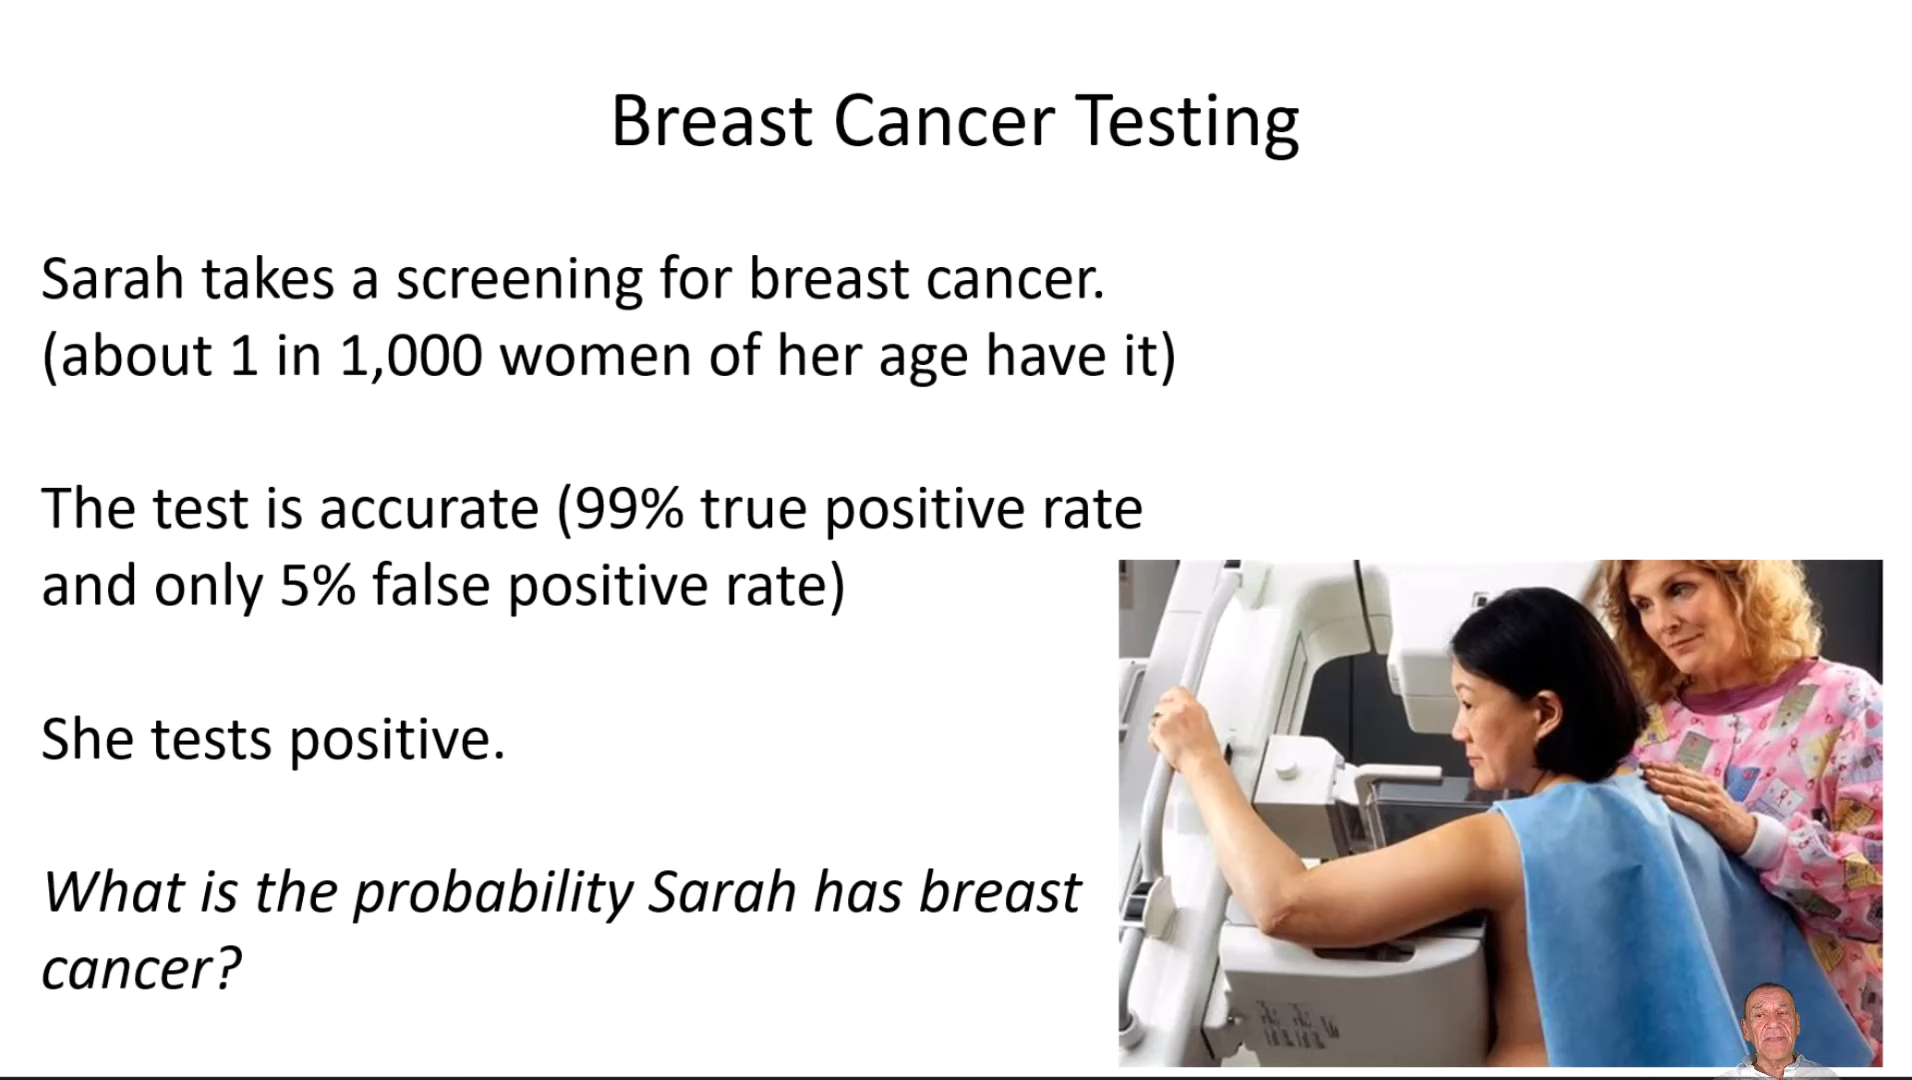 Breast Cancer Testing
Sarah takes a screening for breast cancer.
(about 1 in 1,000 women of her age have it)
The test is accurate (99% true positive rate
and only 5% false positive rate)
She tests positive.
What is the probability Sarah has breast
cancer?